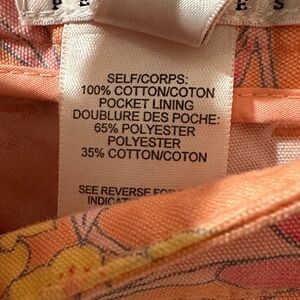 SELF/CORPS:
100% COTTON/COTON
POCKET LINING
DOUBLURE DES POCHE:
65% POLYESTER
POLYESTER
35% COTTON/COTON
SEE REVERSE FOR